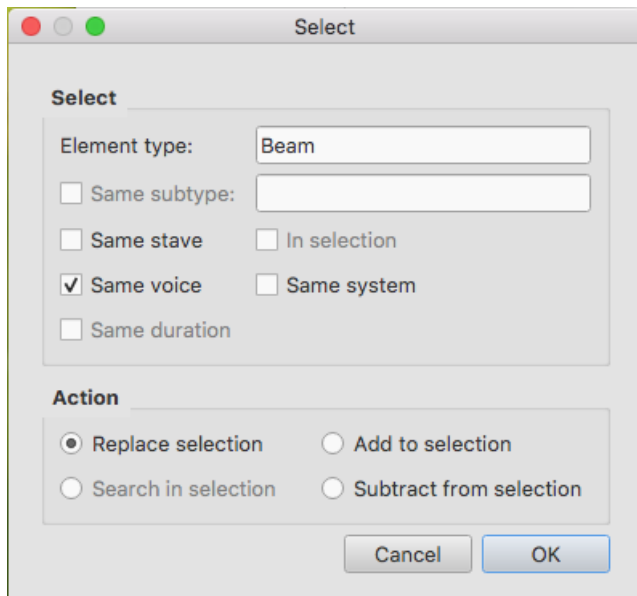 Select
Select
Element type: Beam
Same subtype:
Same stave In selection
Same voice Same system
Same duration
Action
Replace selection Add to selection
Search in selection Subtract from selection
Cancel OK